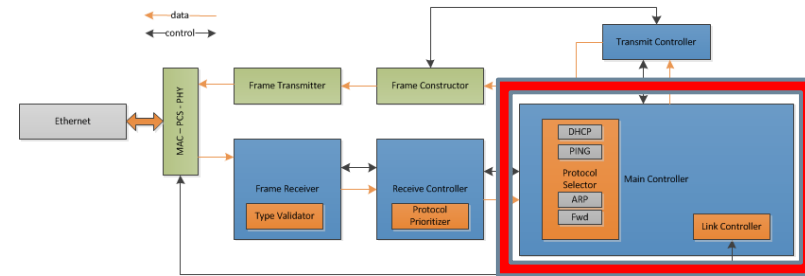 data
control
Transmit Controller
Frame Transmitter
Frame Constructor
Ethernet
MAC – PCS - PHY
DHCP
PING
Protocol
Selector
Main Controller
Frame Receiver
Receive Controller
ARP
Fwd
Type Validator
Protocol
Prioritizer
Link Controller